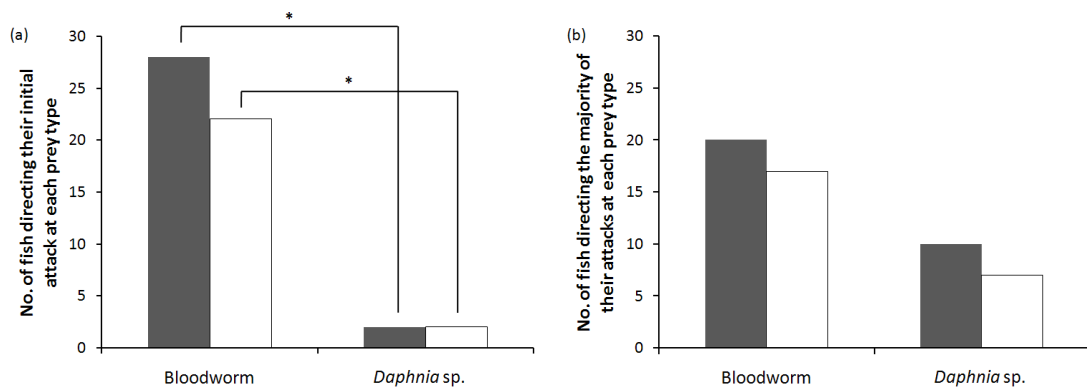 (a)
No. of fish directing their initial
attack at each prey type
30
25
20
15
10
5
0
*
*
Bloodworm
Daphnia sp.
(b)
No. of fish directing the majority of
their attacks at each prey type
30
25
20
15
10
5
0
Bloodworm
Daphnia sp.